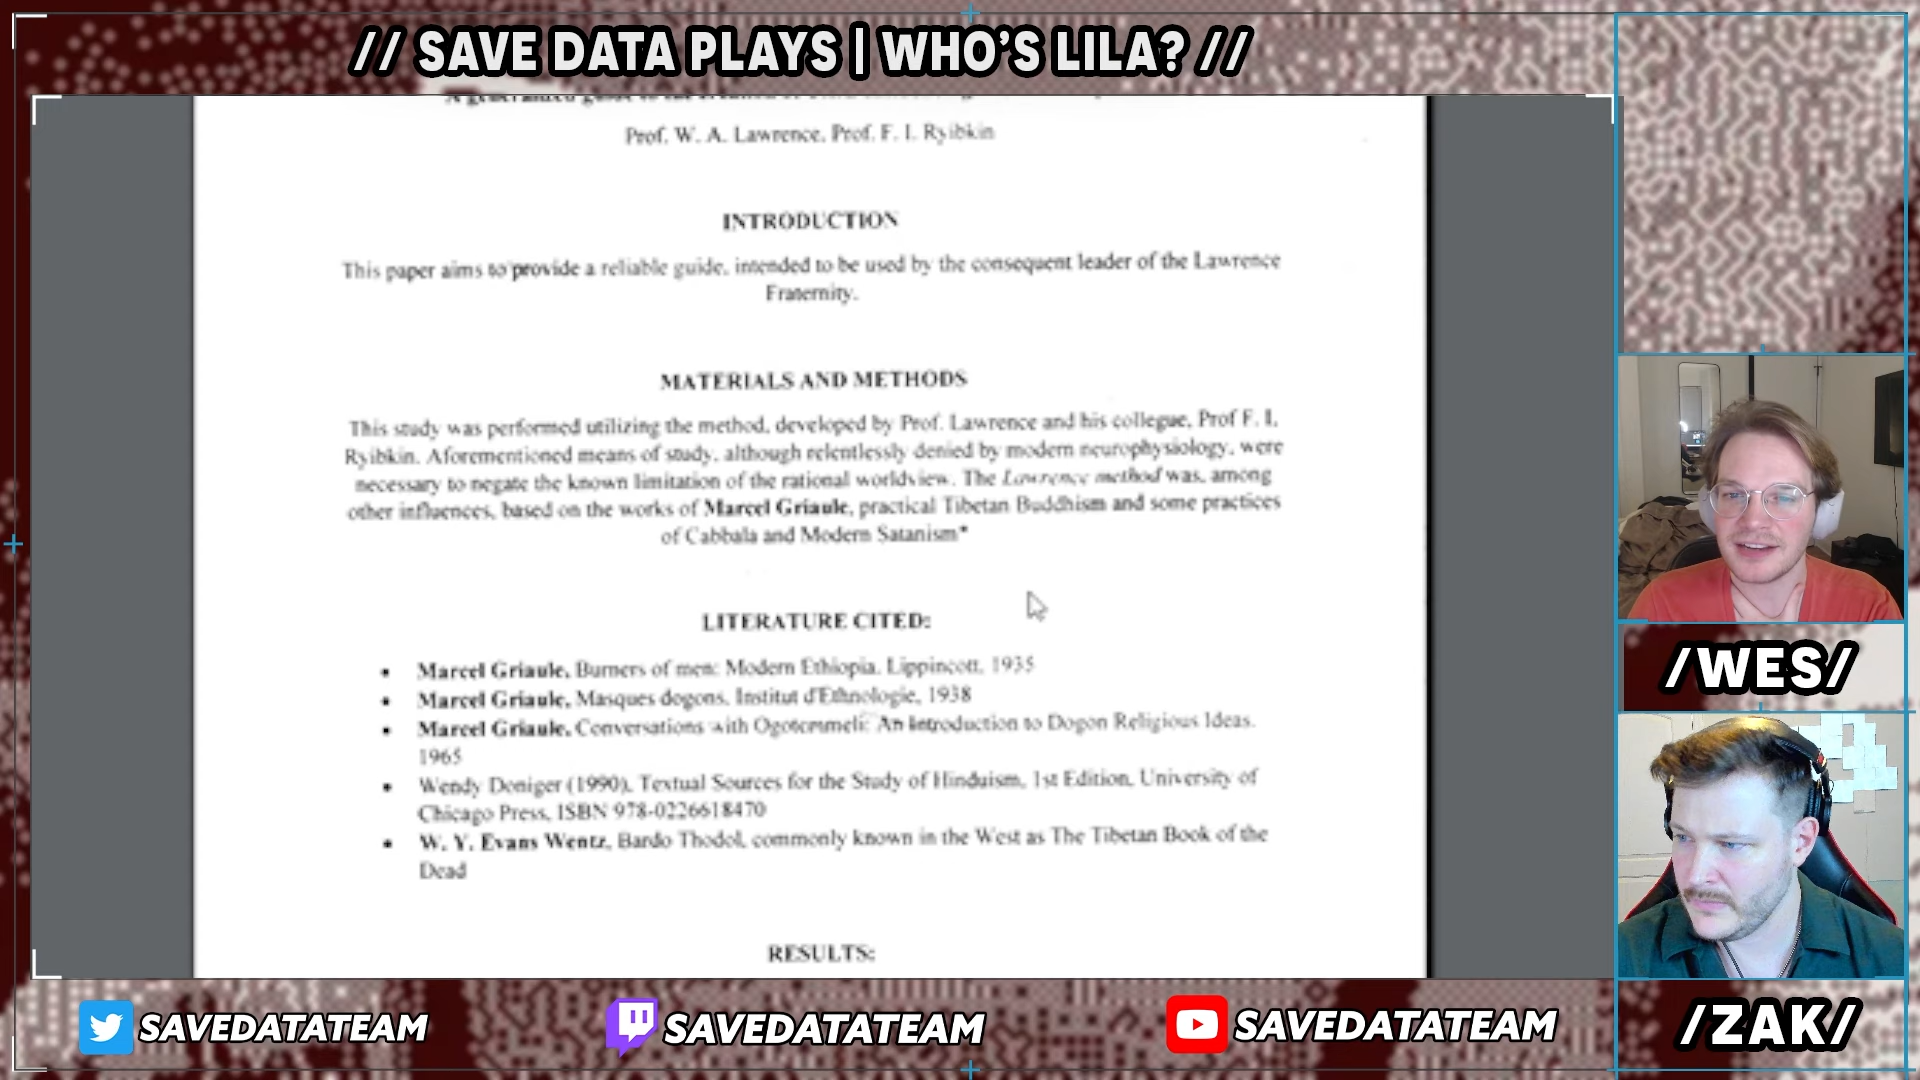 // SAVE DATA PLAYS | WHO'S LILA? //
Prof. W. A. Lawrence, Prof. F. I. Ryibkin
INTRODUCTION
This paper aims to provide a reliable guide, intended to be used by the consequent leader of the Lawrence
Fraternity.
MATERIALS AND METHODS
This study was performed utilizing the method, developed by Prof. Lawrence and his collegue, Prof F. I.
Ryibkin. Aforementioned means of study, although relentlessly denied by modern neurophysiology, were
necessary to negate the known limitation of the rational worldview. The Lawrence method was, among
other influences, based on the works of Marcel Griaule, practical Tibetan Buddhism and some practices
of Cabbala and Modern Satanism*
LITERATURE CITED:
• Marcel Griaule, Burners of men: Modern Ethiopia, Lippincott, 1935
• Marcel Griaule, Masques dogons, Institut d'Ethnologie, 1938
• Marcel Griaule, Conversations with Ogotemmeli: An Introduction to Dogon Religious Ideas.
1965
• Wendy Doniger (1990), Textual Sources for the Study of Hinduism, 1st Edition, University of
Chicago Press, ISBN 978-0226618470
• W. Y. Evans Wentz, Bardo Thodol, commonly known in the West as The Tibetan Book of the
Dead
RESULTS:
/WES/
/ZAK/
SAVEDATATEAM
SAVEDATATEAM
SAVEDATATEAM